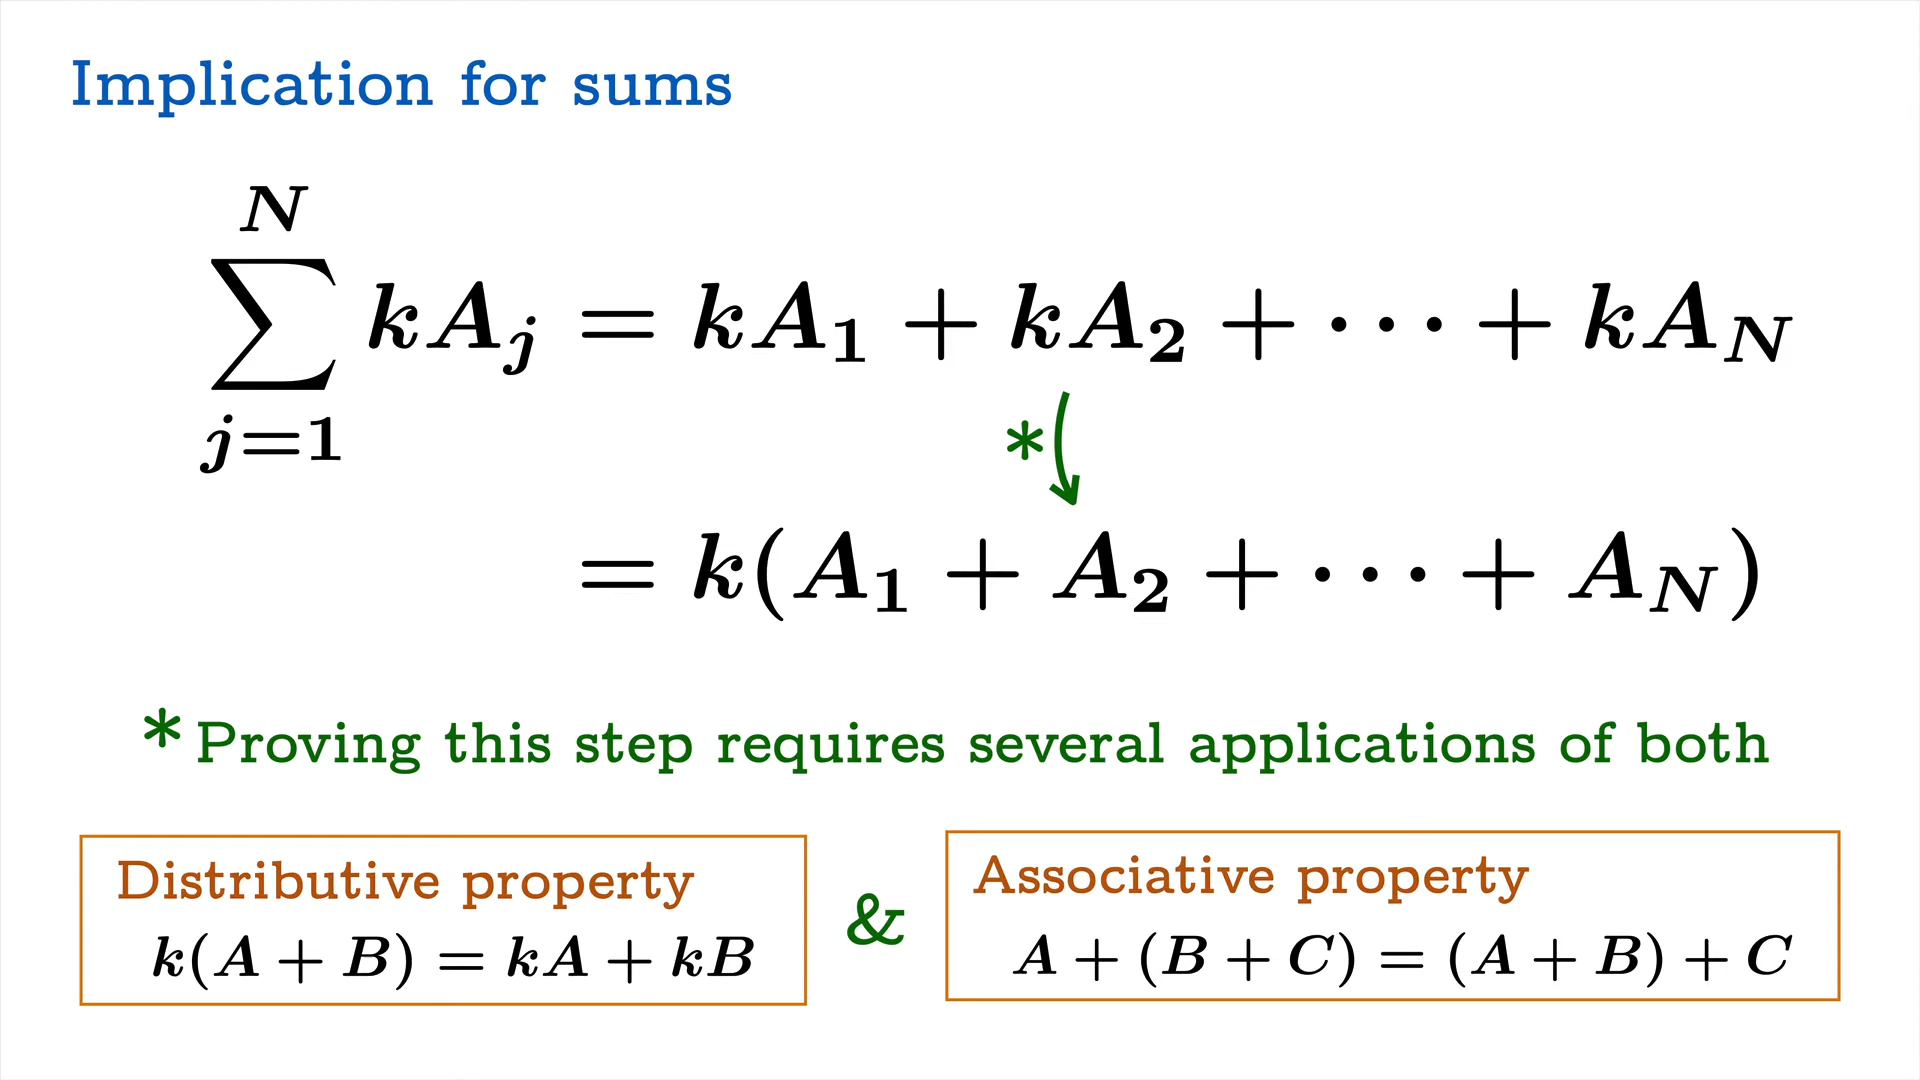 Implication for sums
\sum_{j=1}^{N} kA_j = kA_1 + kA_2 + \cdots + kA_N
*
= k(A_1 + A_2 + \cdots + A_N)
* Proving this step requires several applications of both
Distributive property
k(A + B) = kA + kB
&
Associative property
A + (B + C) = (A + B) + C